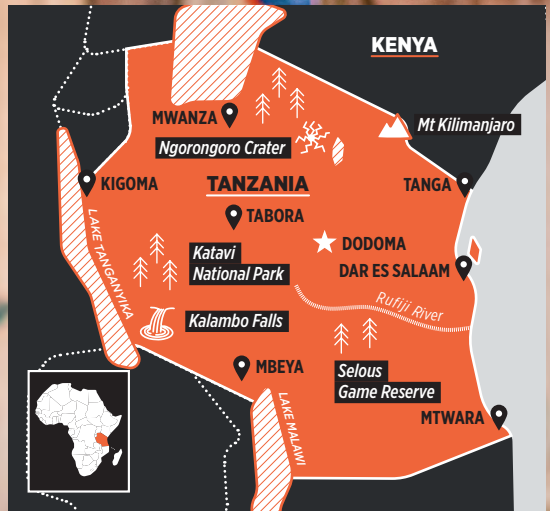 KENYA
MWANZA
Mt Kilimanjaro
Ngorongoro Crater
KIGOMA
TANZANIA
TANGA
TABORA
LAKE TANGANYIKA
Katavi
National Park
DODOMA
DAR ES SALAAM
Rufiji River
Kalambo Falls
MBEYA
Selous
Game Reserve
LAKE MALAWI
MTWARA